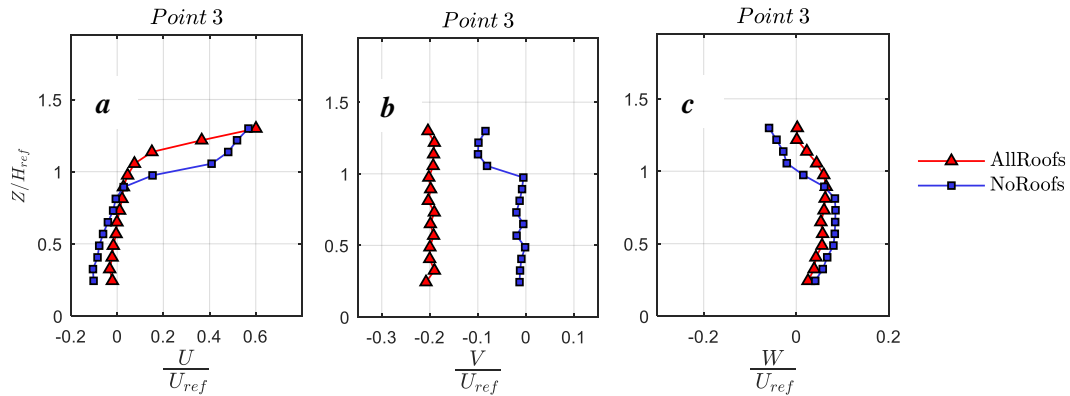 Point 3
Point 3
Point 3
a
b
c
Z/H_ref
1.5
1
0.5
0
-0.2
0
0.2
0.4
0.6
U
U_ref
1.5
1
0.5
0
-0.3
-0.2
-0.1
0
0.1
V
U_ref
1.5
1
0.5
0
-0.2
0
0.2
W
U_ref
AllRoofs
NoRoofs